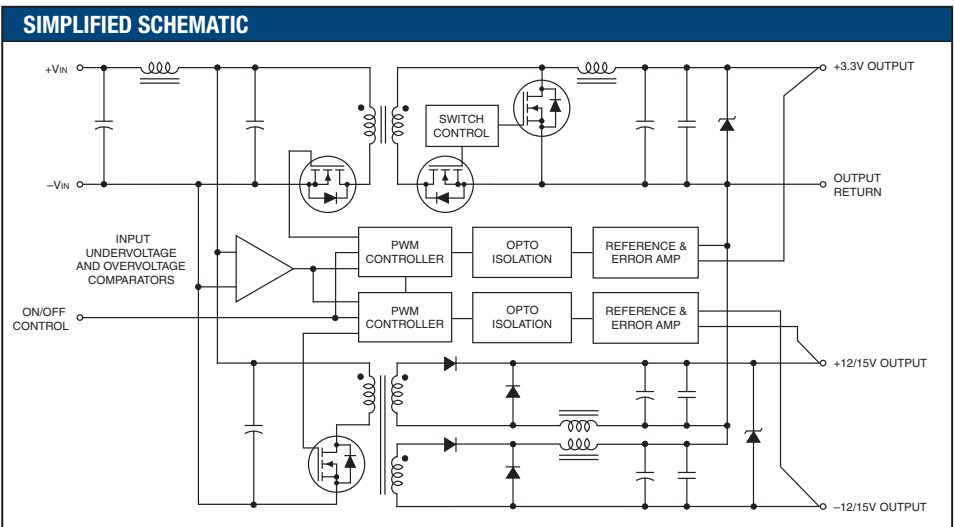 SIMPLIFIED SCHEMATIC
+VIN
+3.3V OUTPUT
SWITCH
CONTROL
–VIN
OUTPUT
RETURN
INPUT
UNDERVOLTAGE
AND OVERVOLTAGE
COMPARATORS
PWM
CONTROLLER
OPTO
ISOLATION
REFERENCE &
ERROR AMP
ON/OFF
CONTROL
PWM
CONTROLLER
OPTO
ISOLATION
REFERENCE &
ERROR AMP
+12/15V OUTPUT
–12/15V OUTPUT